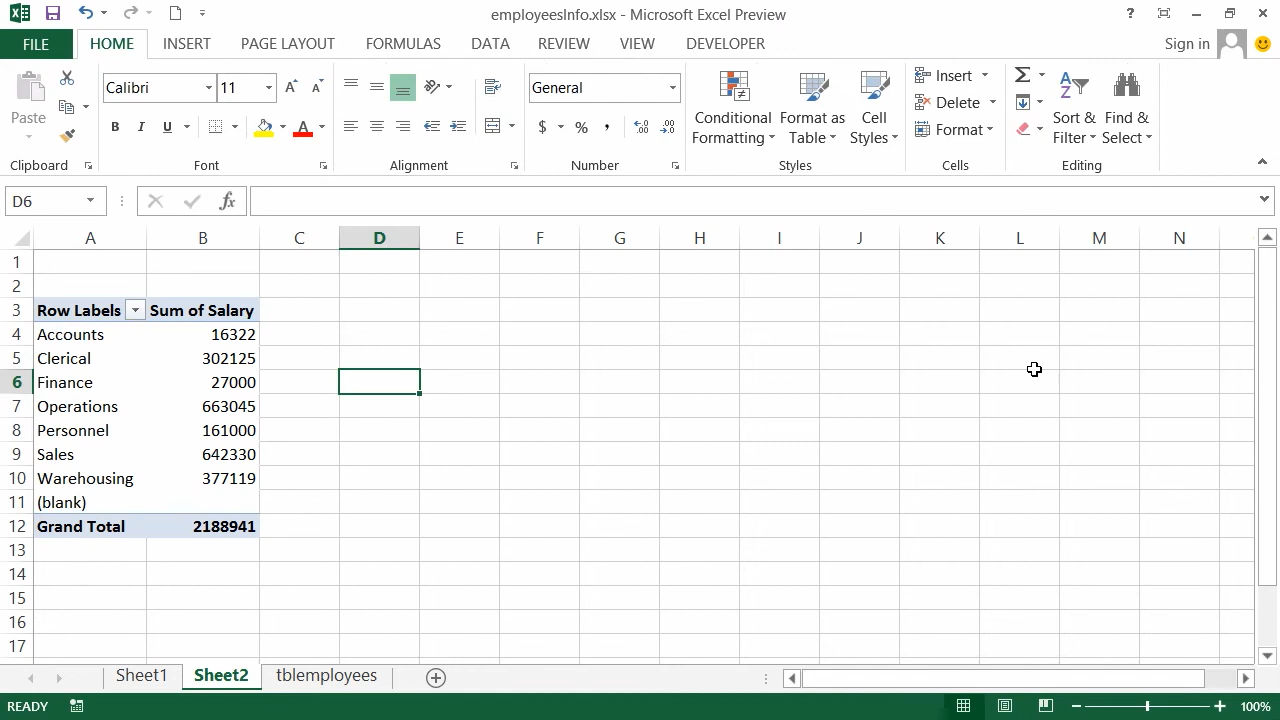 employeesInfo.xlsx - Microsoft Excel Preview
FILE HOME INSERT PAGE LAYOUT FORMULAS DATA REVIEW VIEW DEVELOPER Sign in
Paste
Clipboard
Calibri 11
B I U
Font
Alignment
General
$ % ,
Number
Conditional Formatting
Format as Table
Cell Styles
Styles
Insert
Delete
Format
Cells
Sort & Filter
Find & Select
Editing
D6
fx
A B C D E F G H I J K L M N
1
2
3 Row Labels Sum of Salary
4 Accounts 16322
5 Clerical 302125
6 Finance 27000
7 Operations 663045
8 Personnel 161000
9 Sales 642330
10 Warehousing 377119
11 (blank)
12 Grand Total 2188941
13
14
15
16
17
Sheet1 Sheet2 tblemployees
READY 100%